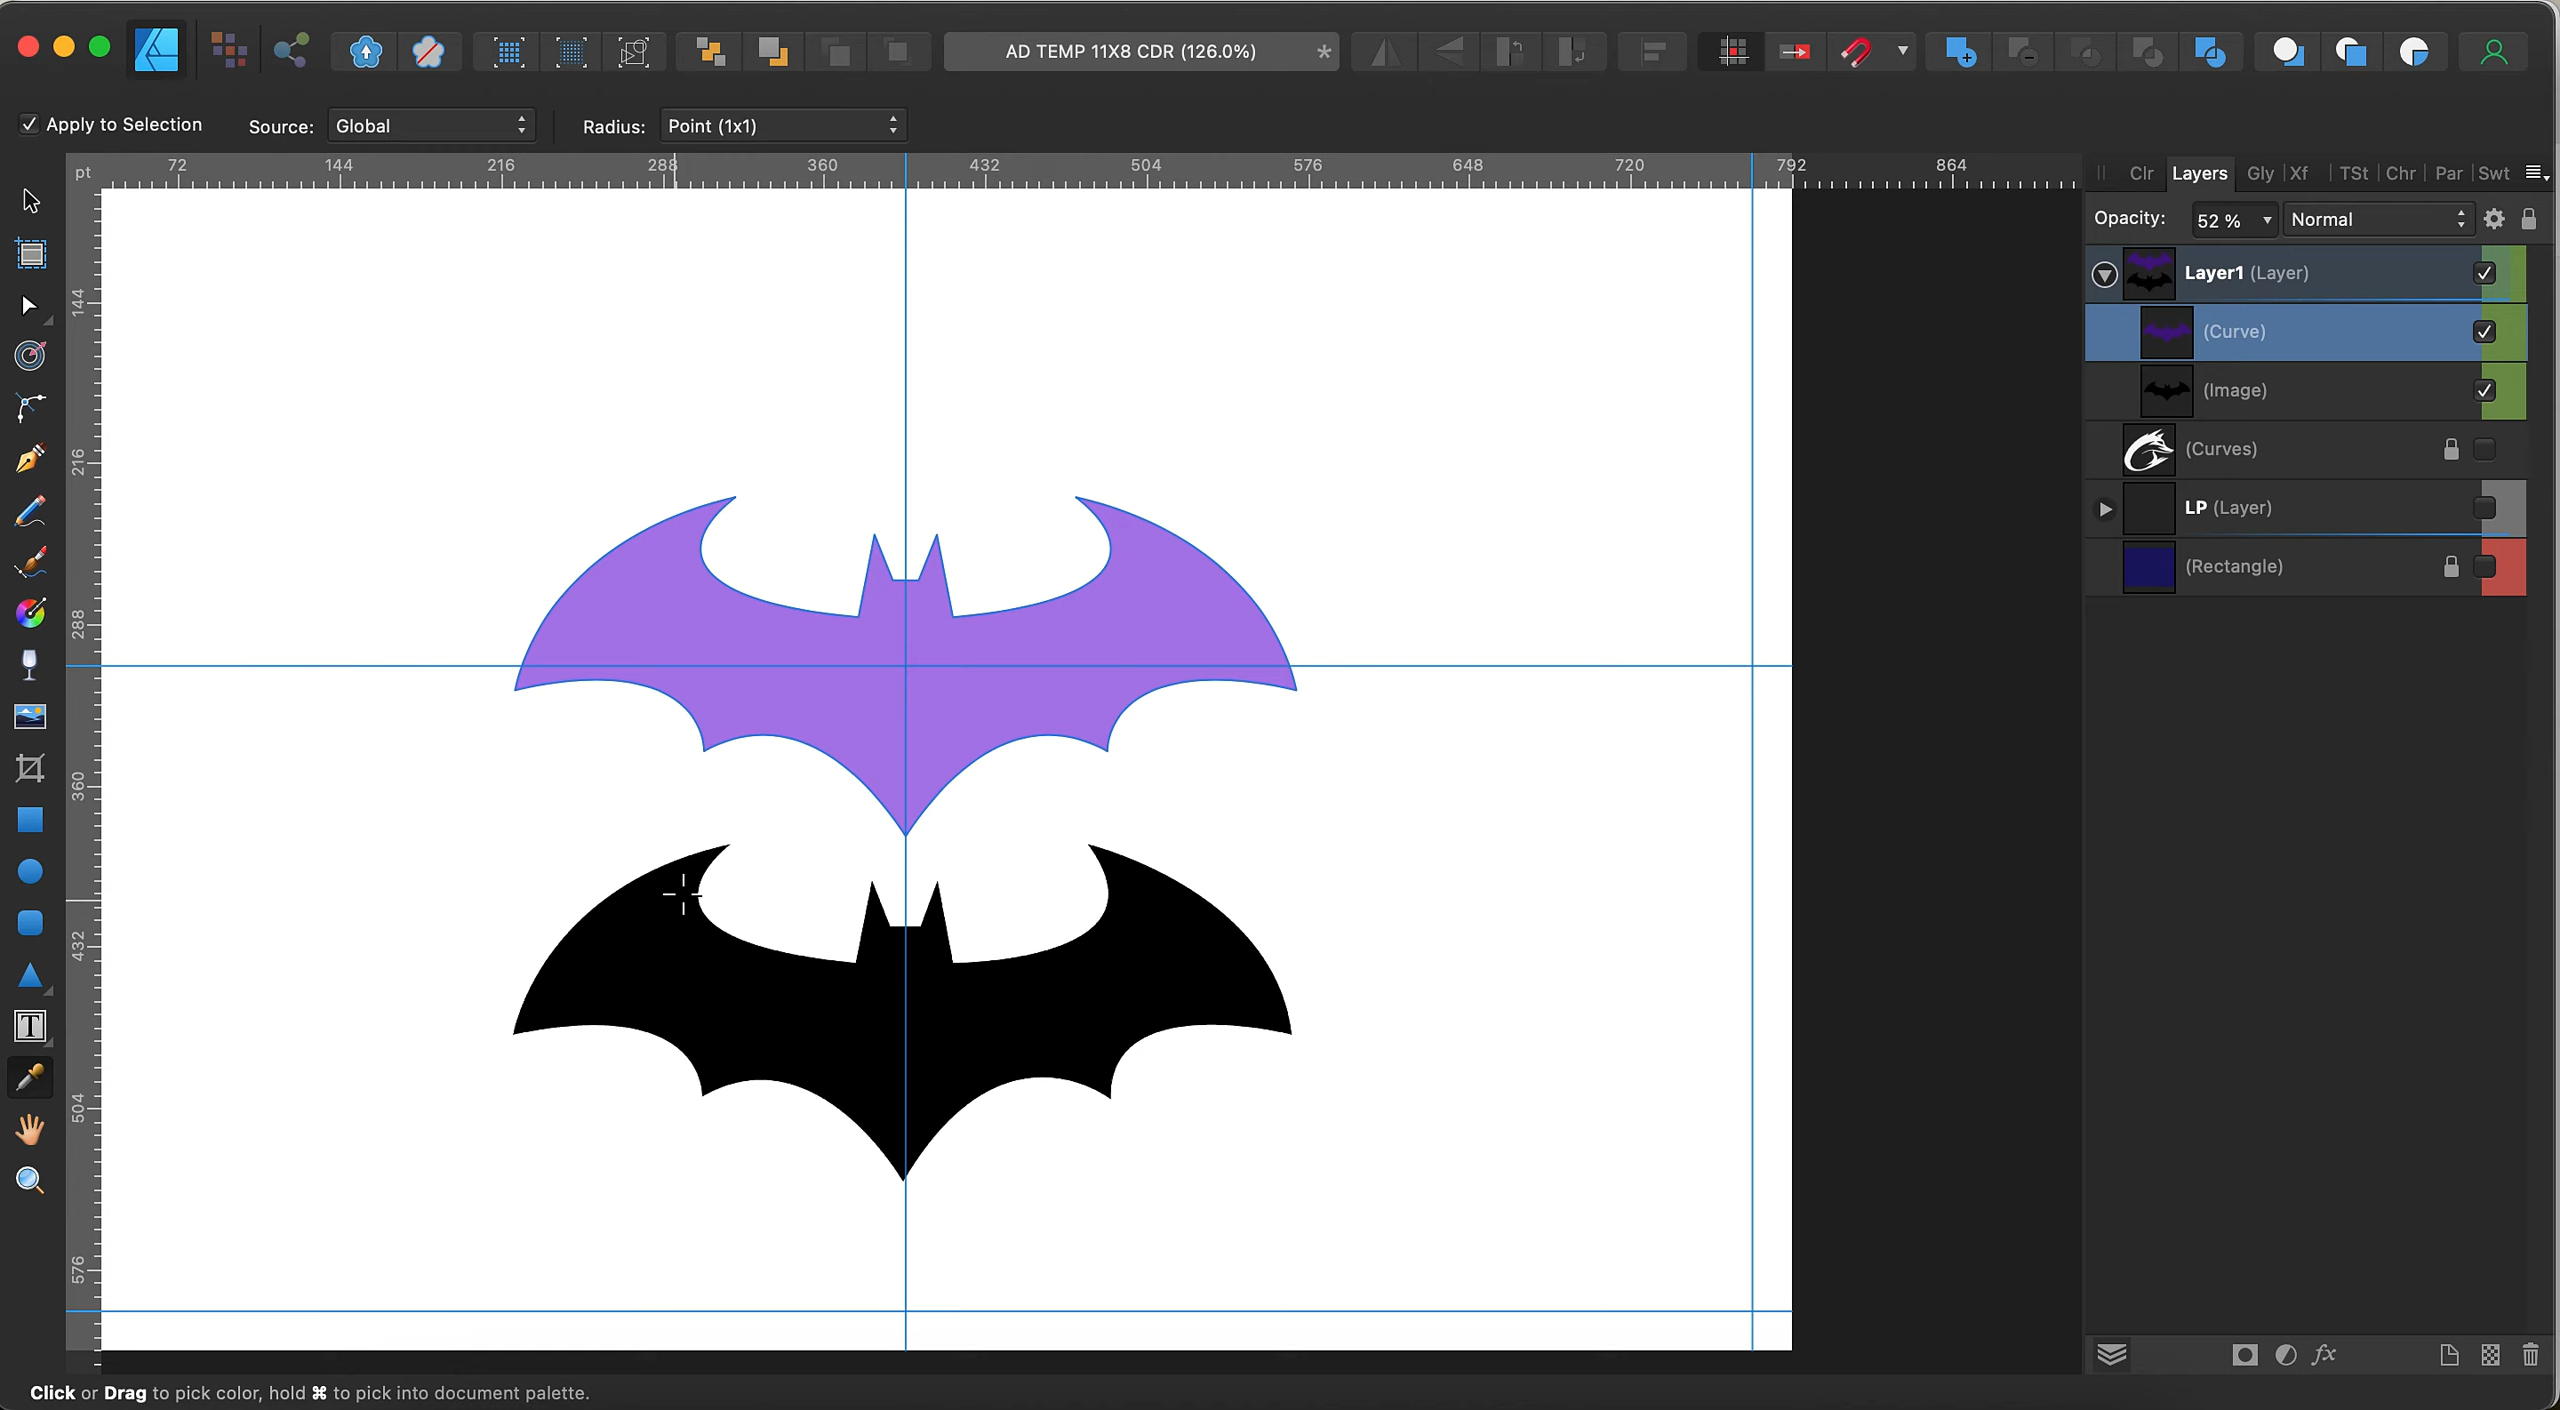 AD TEMP 11X8 CDR (126.0%) *
Apply to Selection Source: Global Radius: Point (1x1)
pt 72 144 216 288 360 432 504 576 648 720 792 864
Clr Layers Gly Xf TSt Chr Par Swt
Opacity: 52 % Normal
Layer1 (Layer)
(Curve)
(Image)
(Curves)
LP (Layer)
(Rectangle)
144
216
288
360
432
504
576
T
fx
Click or Drag to pick color, hold ⌘ to pick into document palette.